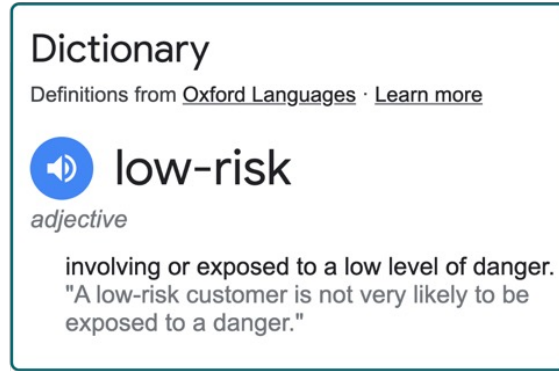 Dictionary
Definitions from Oxford Languages · Learn more
low-risk
adjective
involving or exposed to a low level of danger.
"A low-risk customer is not very likely to be
exposed to a danger."